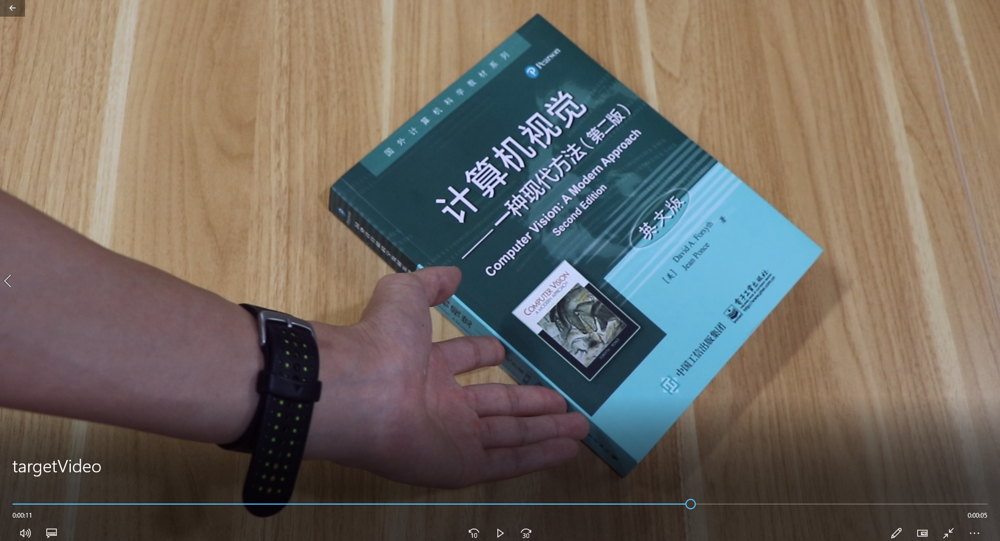 国外计算机科学教材系列
Pearson
计算机视觉
——一种现代方法(第二版)
Computer Vision: A Modern Approach
Second Edition
英文版
[美] David A. Forsyth 著
Jean Ponce
COMPUTER VISION
A MODERN APPROACH
FORSYTH PONCE
中国工信出版集团
电子工业出版社
targetVideo
0:00:11
0:00:05
10
30